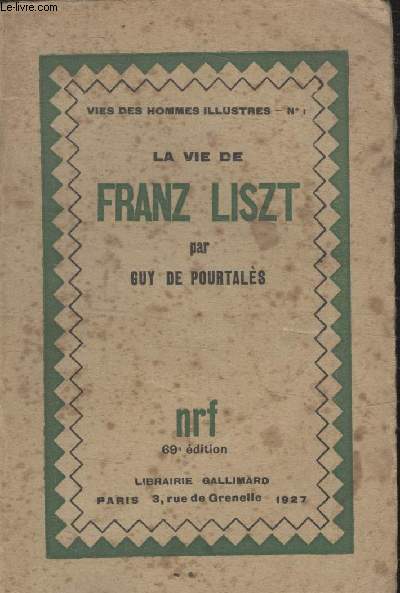 Le-livre.com
VIES DES HOMMES ILLUSTRES — N° 1
LA VIE DE
FRANZ LISZT
par
GUY DE POURTALÈS
nrf
69e édition
LIBRAIRIE GALLIMARD
PARIS 3, rue de Grenelle 1927